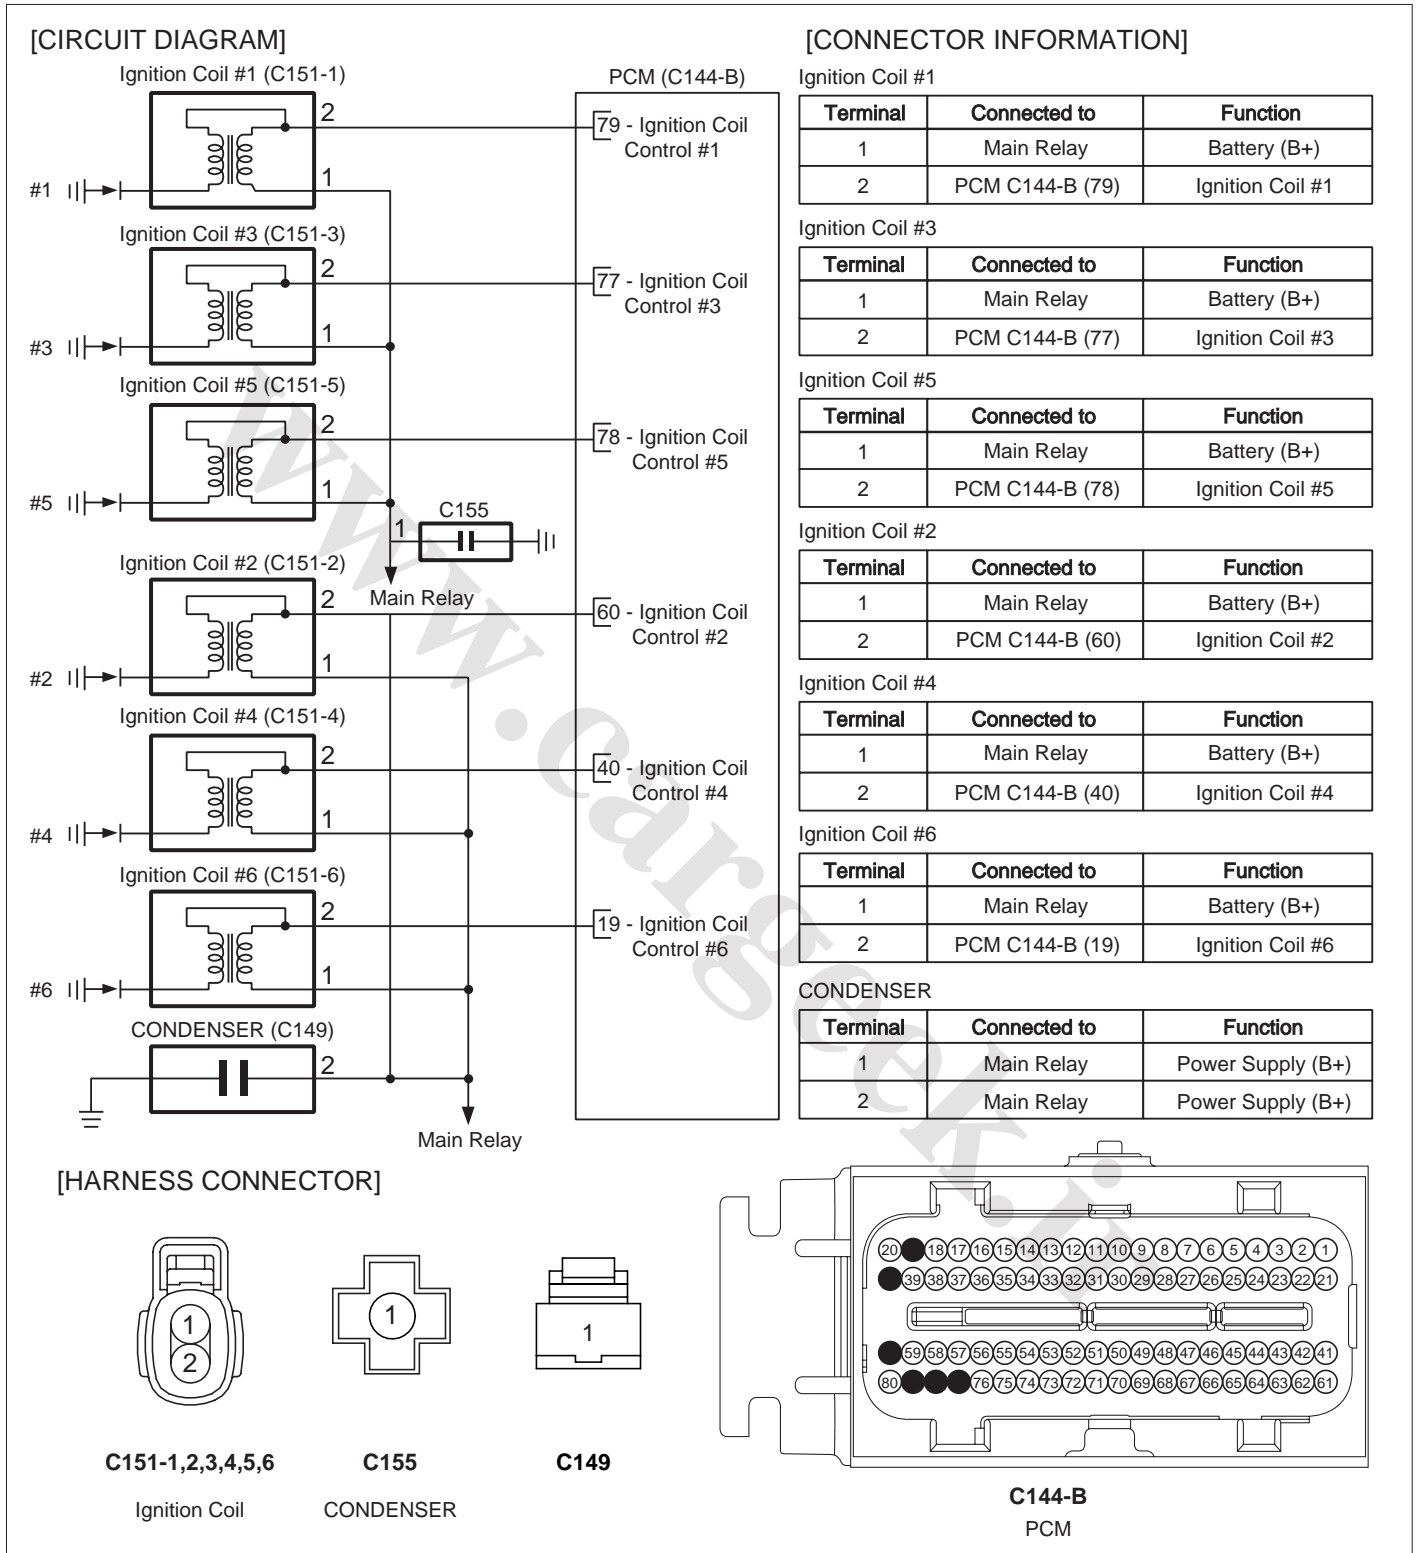 [CIRCUIT DIAGRAM]
Ignition Coil #1 (C151-1)
PCM (C144-B)
2
79 - Ignition Coil
Control #1
#1
1
Ignition Coil #3 (C151-3)
2
77 - Ignition Coil
Control #3
#3
1
Ignition Coil #5 (C151-5)
2
78 - Ignition Coil
Control #5
#5
1
C155
1
Main Relay
Ignition Coil #2 (C151-2)
2
60 - Ignition Coil
Control #2
#2
1
Ignition Coil #4 (C151-4)
2
40 - Ignition Coil
Control #4
#4
1
Ignition Coil #6 (C151-6)
2
19 - Ignition Coil
Control #6
#6
1
CONDENSER (C149)
2
Main Relay
[CONNECTOR INFORMATION]
Ignition Coil #1
Terminal Connected to Function
1 Main Relay Battery (B+)
2 PCM C144-B (79) Ignition Coil #1
Ignition Coil #3
Terminal Connected to Function
1 Main Relay Battery (B+)
2 PCM C144-B (77) Ignition Coil #3
Ignition Coil #5
Terminal Connected to Function
1 Main Relay Battery (B+)
2 PCM C144-B (78) Ignition Coil #5
Ignition Coil #2
Terminal Connected to Function
1 Main Relay Battery (B+)
2 PCM C144-B (60) Ignition Coil #2
Ignition Coil #4
Terminal Connected to Function
1 Main Relay Battery (B+)
2 PCM C144-B (40) Ignition Coil #4
Ignition Coil #6
Terminal Connected to Function
1 Main Relay Battery (B+)
2 PCM C144-B (19) Ignition Coil #6
CONDENSER
Terminal Connected to Function
1 Main Relay Power Supply (B+)
2 Main Relay Power Supply (B+)
[HARNESS CONNECTOR]
1
2
C151-1,2,3,4,5,6
Ignition Coil
1
C155
CONDENSER
1
C149
20 18 17 16 15 14 13 12 11 10 9 8 7 6 5 4 3 2 1
39 38 37 36 35 34 33 32 31 30 29 28 27 26 25 24 23 22 21
59 58 57 56 55 54 53 52 51 50 49 48 47 46 45 44 43 42 41
80 76 75 74 73 72 71 70 69 68 67 66 65 64 63 62 61
C144-B
PCM
www.cargeek.ir